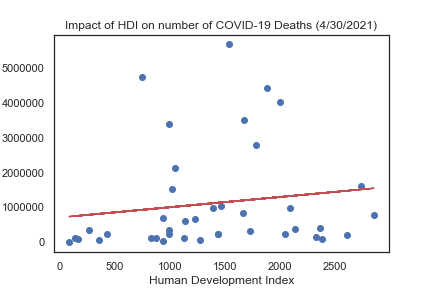 Impact of HDI on number of COVID-19 Deaths (4/30/2021)
5000000
4000000
3000000
2000000
1000000
0
0 500 1000 1500 2000 2500
Human Development Index